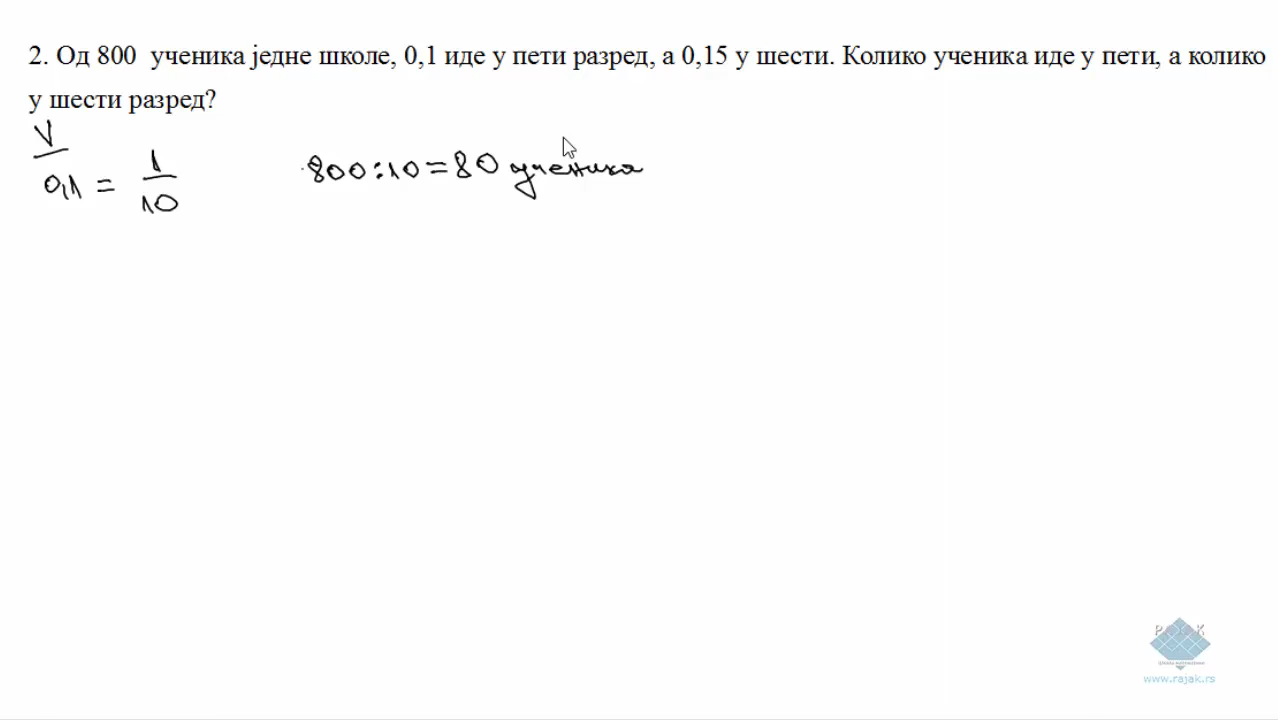 2. Од 800 ученика једне школе, 0,1 иде у пети разред, а 0,15 у шести. Колико ученика иде у пети, а колико
у шести разред?
V
0,1 = 1/10
800:10=80 ученика
www.rajak.rs